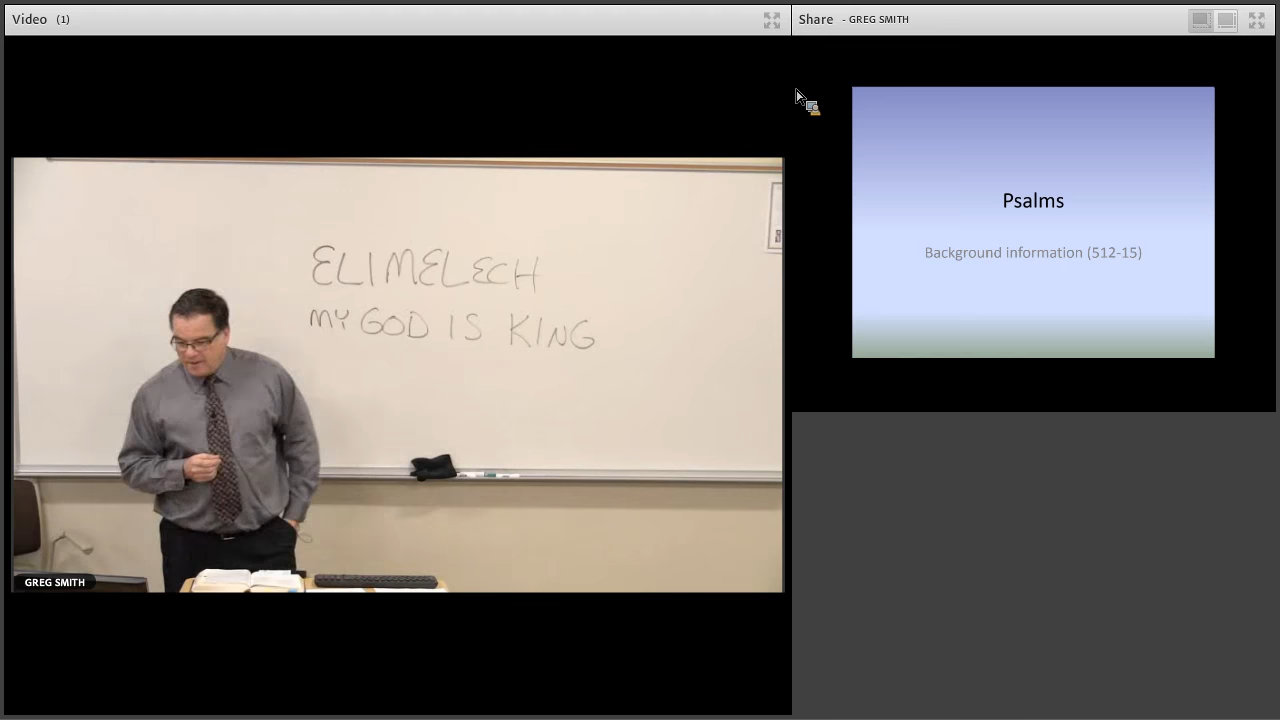 Video (1)
Share - GREG SMITH
ELIMELECH
MY GOD IS KING
GREG SMITH
Psalms
Background information (512-15)